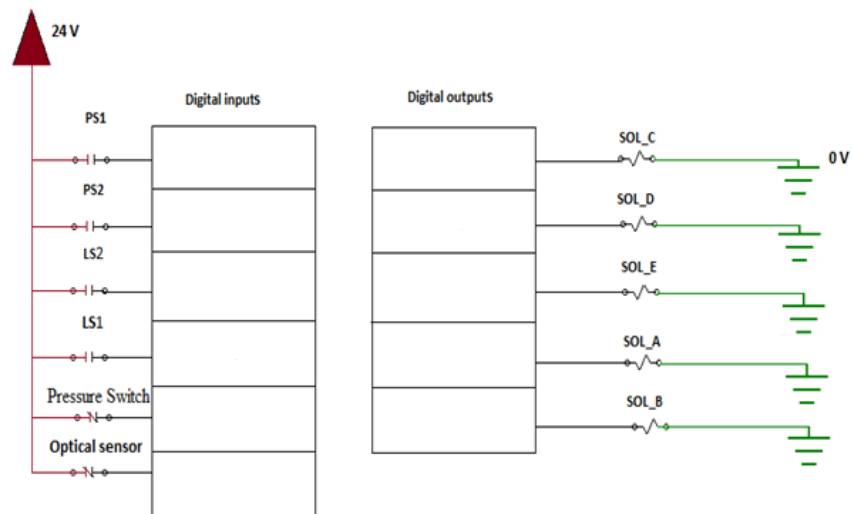 24 V
Digital inputs
Digital outputs
PS1
SOL_C
0 V
PS2
SOL_D
LS2
SOL_E
LS1
SOL_A
Pressure Switch
SOL_B
Optical sensor